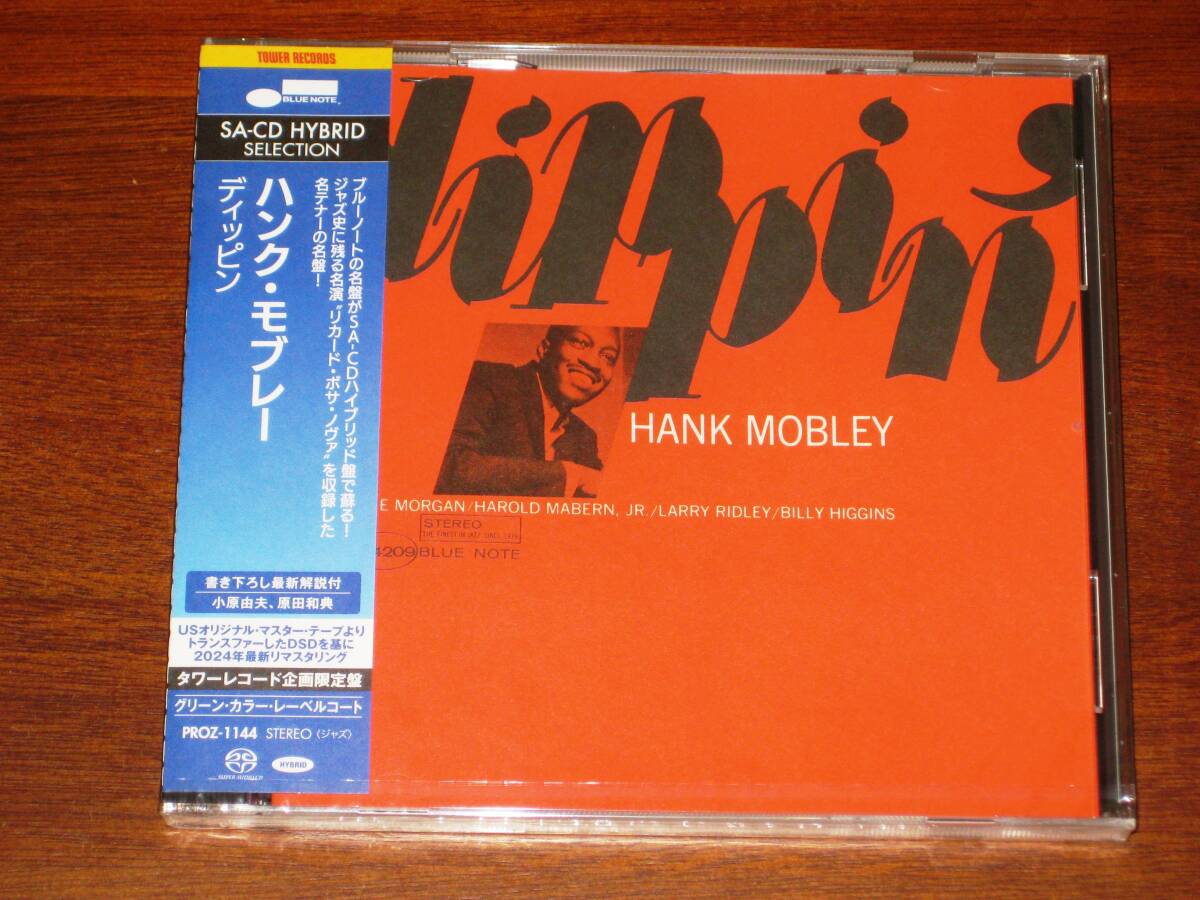 TOWER RECORDS
BLUE NOTE
SA-CD HYBRID
SELECTION
ブルーノートの名盤がSA-CDハイブリッド盤で蘇る!
ジャズ史に残る名演“リカード・ボサ・ノヴァ”を収録した
名テナーの名盤!
ハンク・モブレー
ディッピン
書き下ろし最新解説付
小原由夫、原田和典
USオリジナル・マスター・テープより
トランスファーしたDSDを基に
2024年最新リマスタリング
タワーレコード企画限定盤
グリーン・カラー・レーベルコート
PROZ-1144 STEREO〈ジャズ〉
SUPER AUDIO CD
HYBRID
dippin'
HANK MOBLEY
E MORGAN/HAROLD MABERN, JR./LARRY RIDLEY/BILLY HIGGINS
STEREO
THE FINEST IN JAZZ SINCE 1939
4209 BLUE NOTE